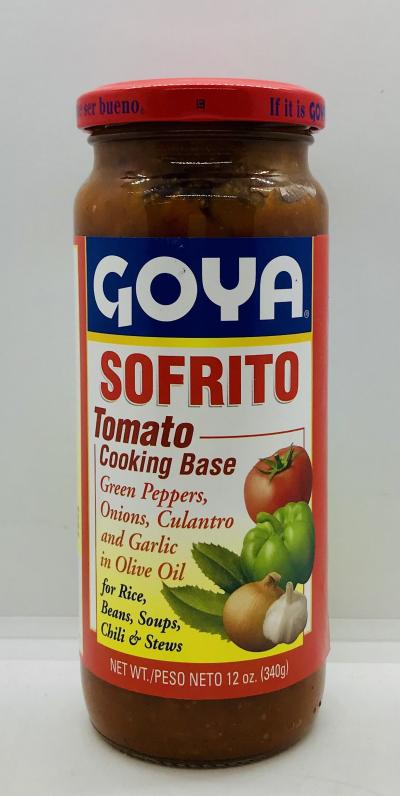 ser bueno.
If it is GOYA
GOYA
SOFRITO
Tomato
Cooking Base
Green Peppers,
Onions, Culantro
and Garlic
in Olive Oil
for Rice,
Beans, Soups,
Chili & Stews
NET WT./PESO NETO 12 oz. (340g)